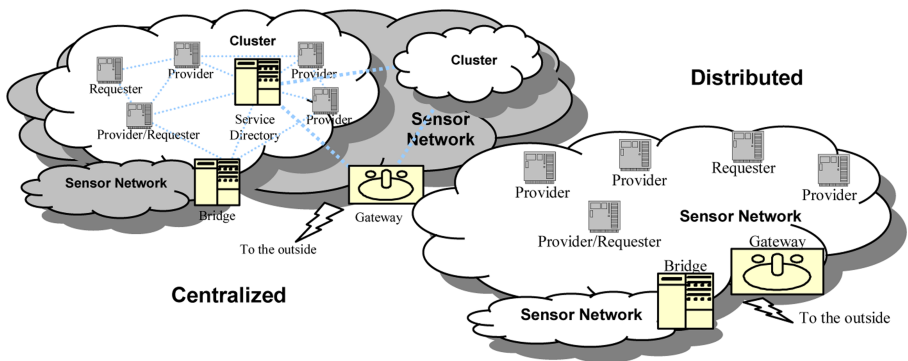 Cluster
Requester
Provider
Provider
Cluster
Provider/Requester
Service
Directory
Provider
Sensor
Network
Sensor Network
Bridge
Gateway
To the outside
Centralized
Distributed
Provider
Provider
Requester
Provider
Provider/Requester
Sensor Network
Gateway
Bridge
Sensor Network
To the outside